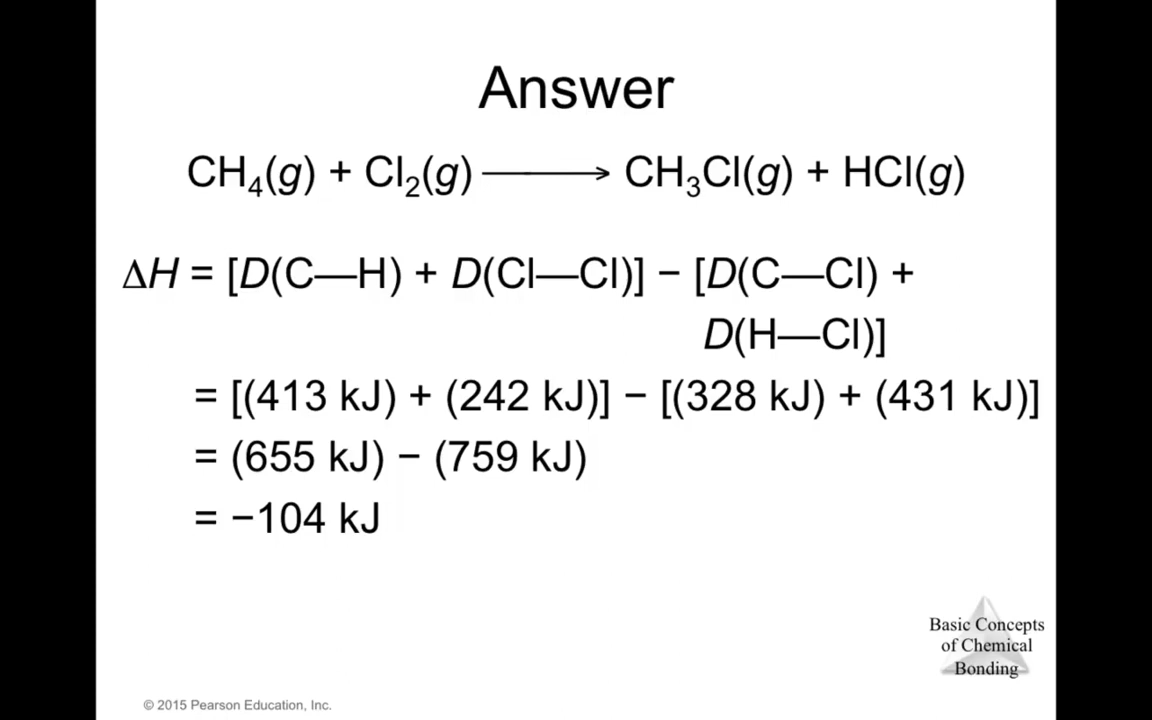 Answer
CH₄(g) + Cl₂(g) ⟶ CH₃Cl(g) + HCl(g)
ΔH = [D(C—H) + D(Cl—Cl)] − [D(C—Cl) +
D(H—Cl)]
= [(413 kJ) + (242 kJ)] − [(328 kJ) + (431 kJ)]
= (655 kJ) − (759 kJ)
= −104 kJ
Basic Concepts
of Chemical
Bonding
© 2015 Pearson Education, Inc.